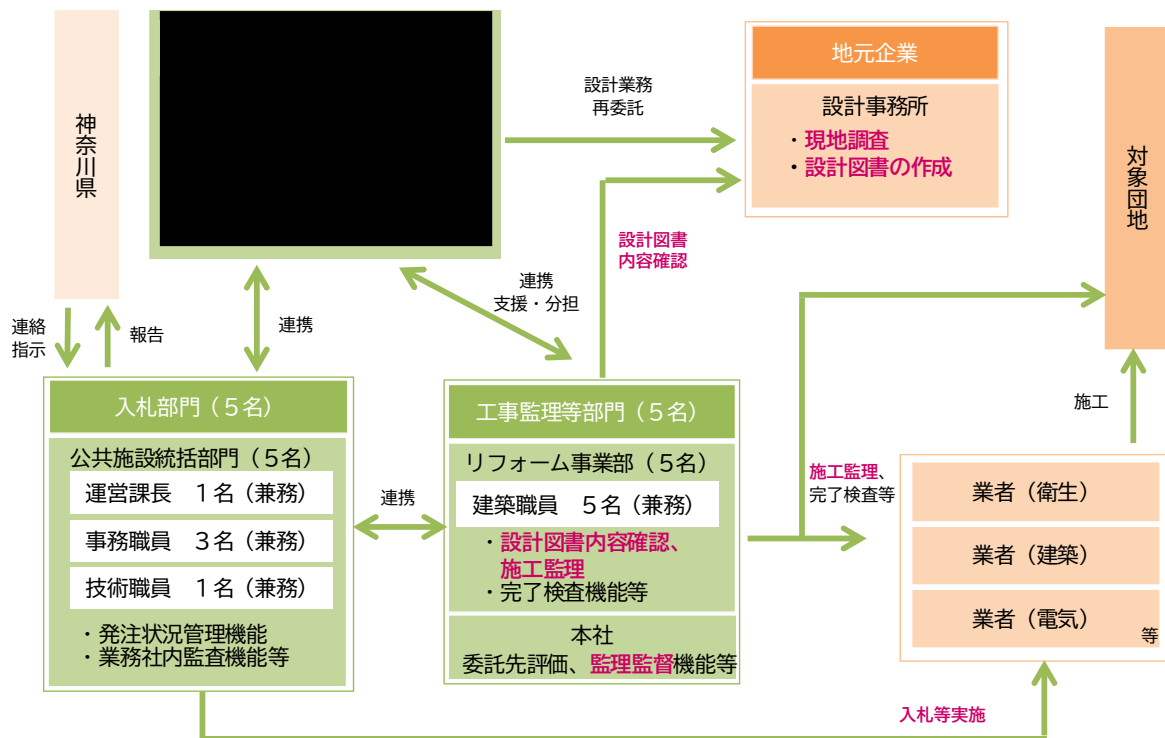 神奈川県
設計業務
再委託
地元企業
設計事務所
・現地調査
・設計図書の作成
対象団地
設計図書
内容確認
連携
支援・分担
連絡
指示
報告
連携
入札部門(5名)
公共施設統括部門(5名)
運営課長 1名(兼務)
事務職員 3名(兼務)
技術職員 1名(兼務)
・発注状況管理機能
・業務社内監査機能等
連携
工事監理等部門(5名)
リフォーム事業部(5名)
建築職員 5名(兼務)
・設計図書内容確認、
施工監理
・完了検査機能等
本社
委託先評価、監理監督機能等
施工監理、
完了検査等
施工
業者(衛生)
業者(建築)
業者(電気)
等
入札等実施